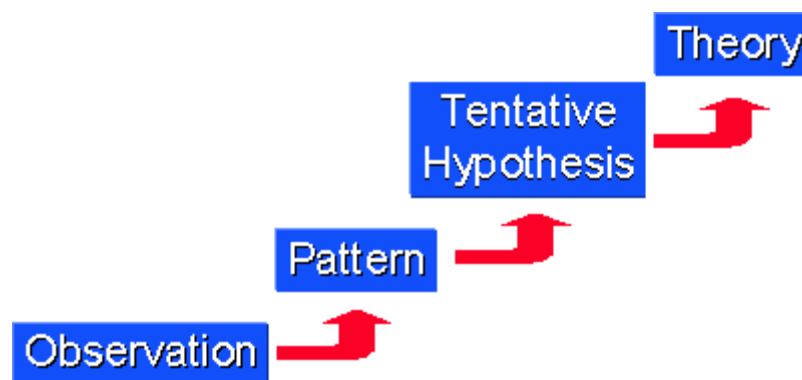 Theory
Tentative
Hypothesis
Pattern
Observation